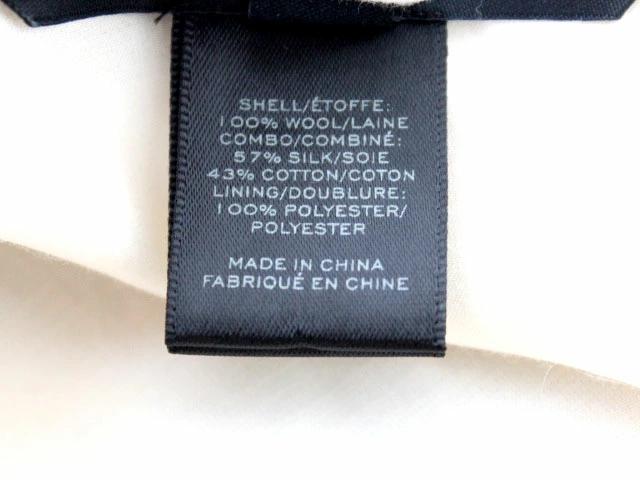 SHELL/ÉTOFFE:
100% WOOL/LAINE
COMBO/COMBINÉ:
57% SILK/SOIE
43% COTTON/COTON
LINING/DOUBLURE:
100% POLYESTER/
POLYESTER
MADE IN CHINA
FABRIQUÉ EN CHINE